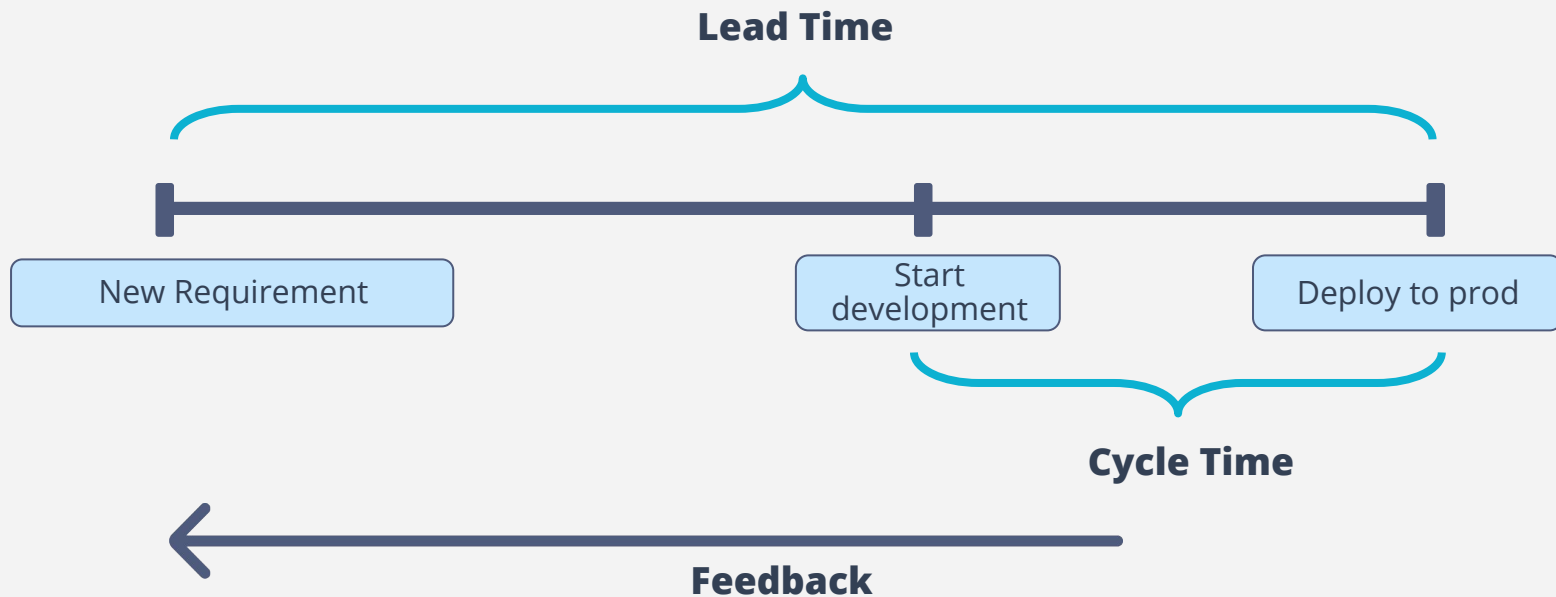 Lead Time
New Requirement
Start
development
Deploy to prod
Cycle Time
Feedback